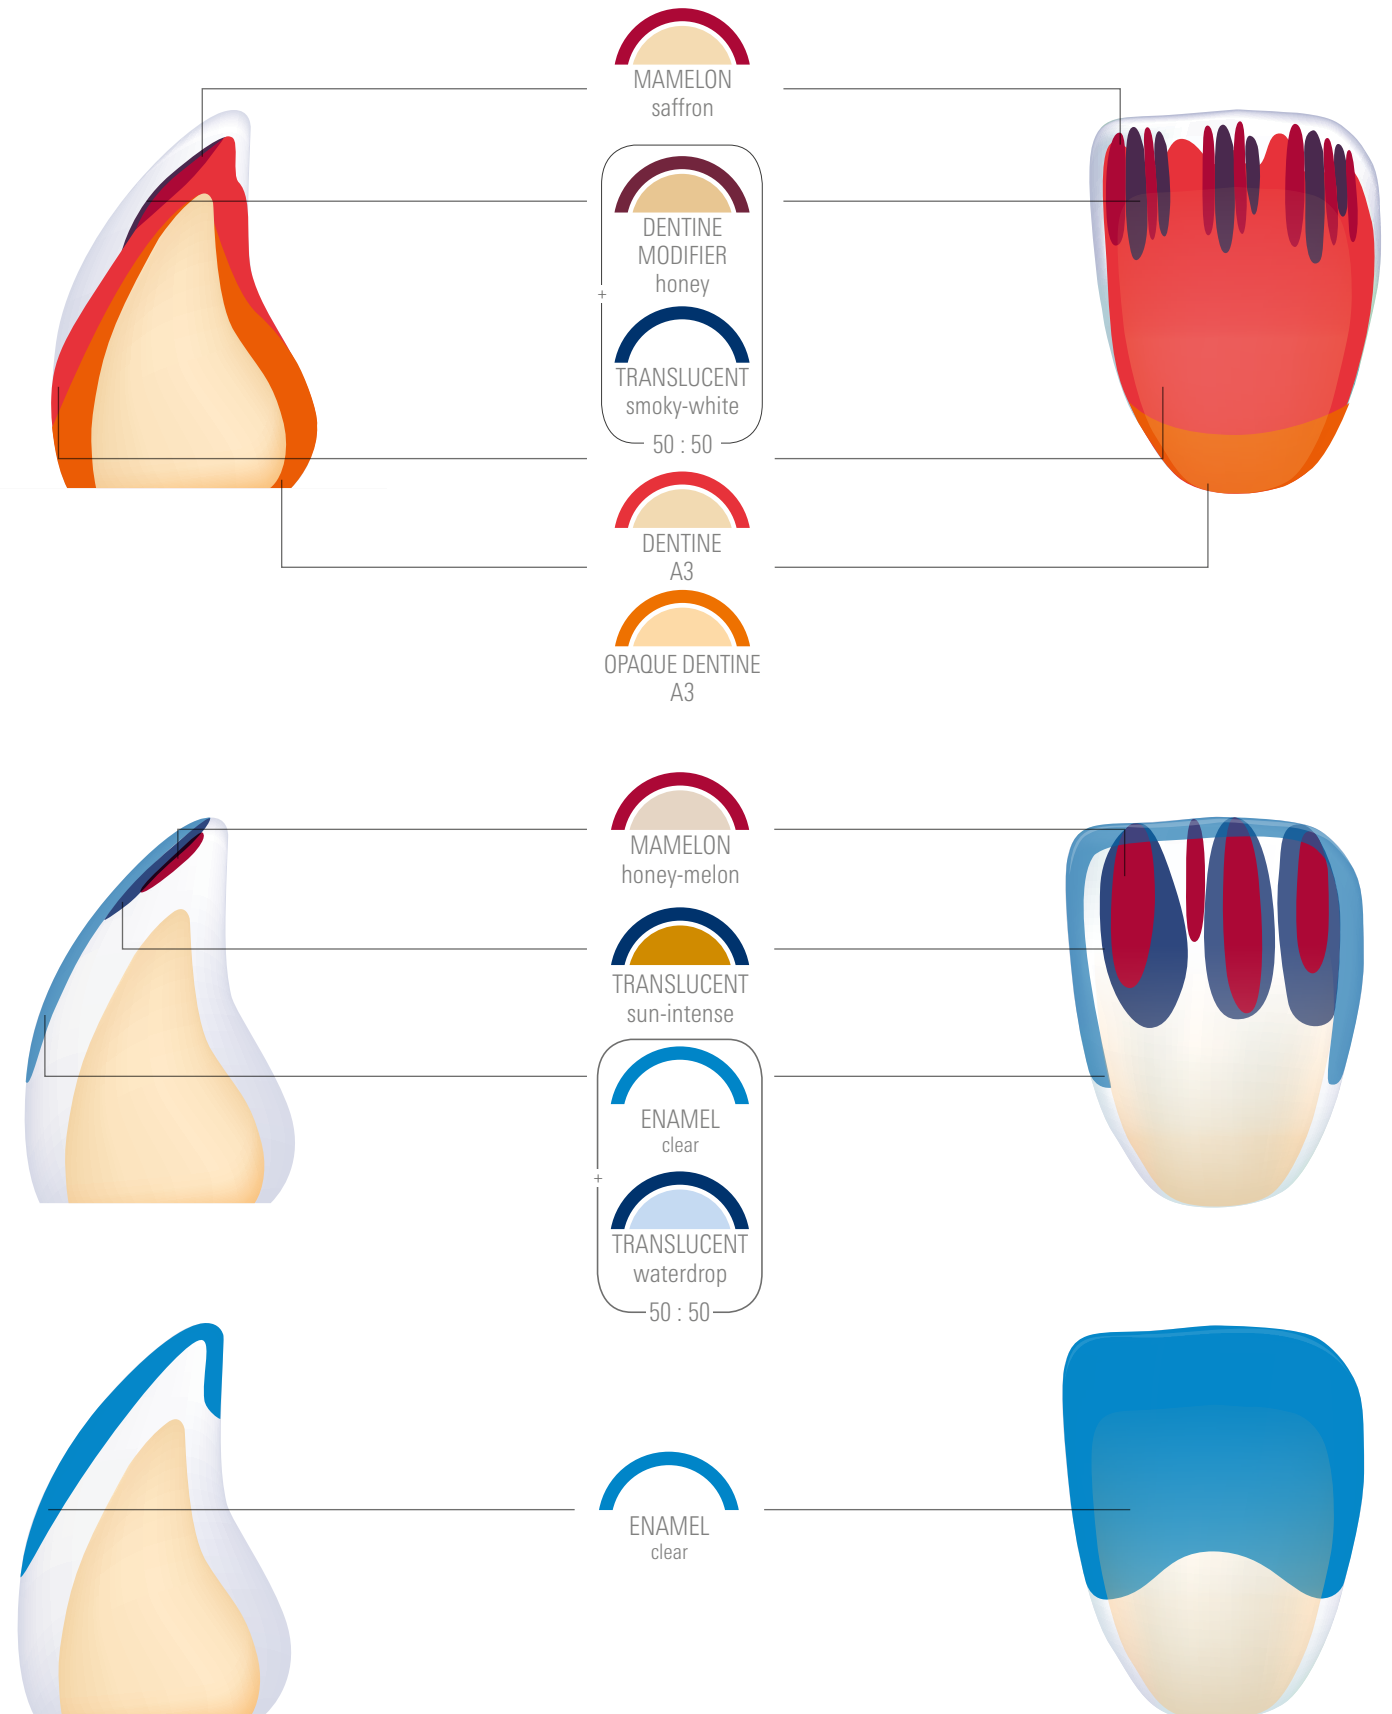 MAMELON
saffron
DENTINE
MODIFIER
honey
+
TRANSLUCENT
smoky-white
50 : 50
DENTINE
A3
OPAQUE DENTINE
A3
MAMELON
honey-melon
TRANSLUCENT
sun-intense
ENAMEL
clear
+
TRANSLUCENT
waterdrop
50 : 50
ENAMEL
clear